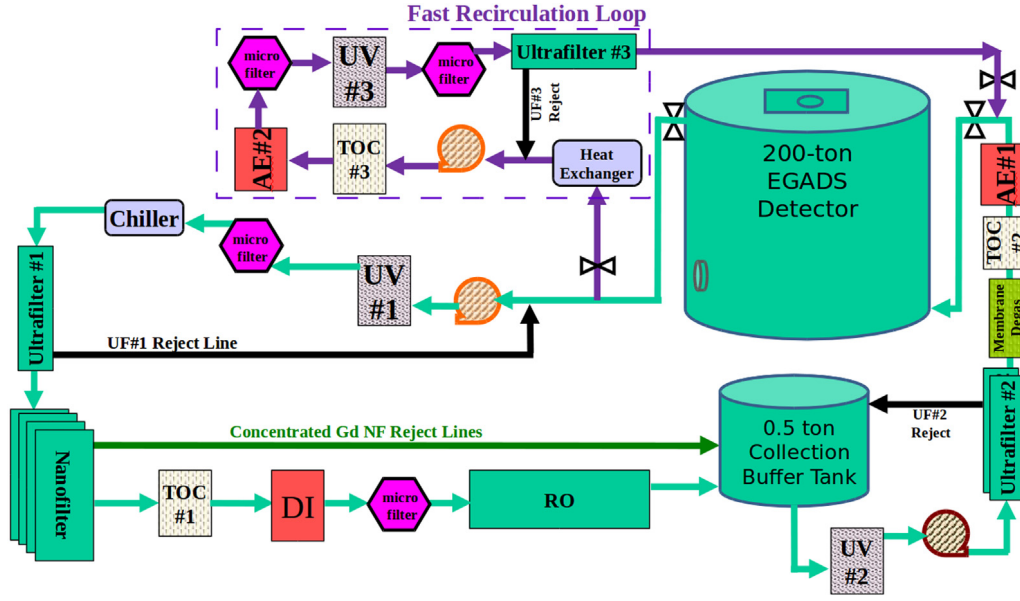 Fast Recirculation Loop
micro
filter
UV
#3
micro
filter
Ultrafilter #3
UF#3
Reject
AE#2
TOC
#3
Heat
Exchanger
200-ton
EGADS
Detector
AE#1
TOC
#2
Membrane
Degas
Chiller
micro
filter
UV
#1
Ultrafilter #1
UF#1 Reject Line
Ultrafilter #2
UF#2
Reject
0.5 ton
Collection
Buffer Tank
Concentrated Gd NF Reject Lines
Nanofilter
TOC
#1
DI
micro
filter
RO
UV
#2